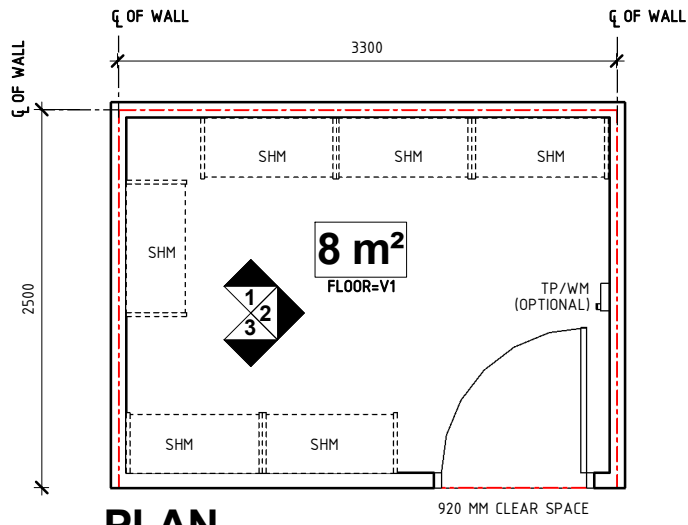 ℄ OF WALL
℄ OF WALL
3300
℄ OF WALL
SHM
SHM
SHM
SHM
8 m²
FLOOR=V1
1
2
3
2500
TP/WM
(OPTIONAL)
SHM
SHM
920 MM CLEAR SPACE
PLAN